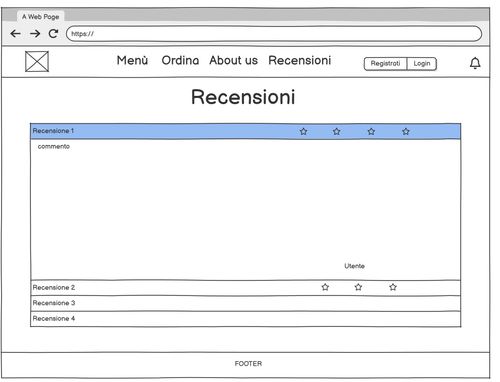 A Web Page
https://
Menù Ordina About us Recensioni Registrati Login
Recensioni
Recensione 1
commento
Utente
Recensione 2
Recensione 3
Recensione 4
FOOTER